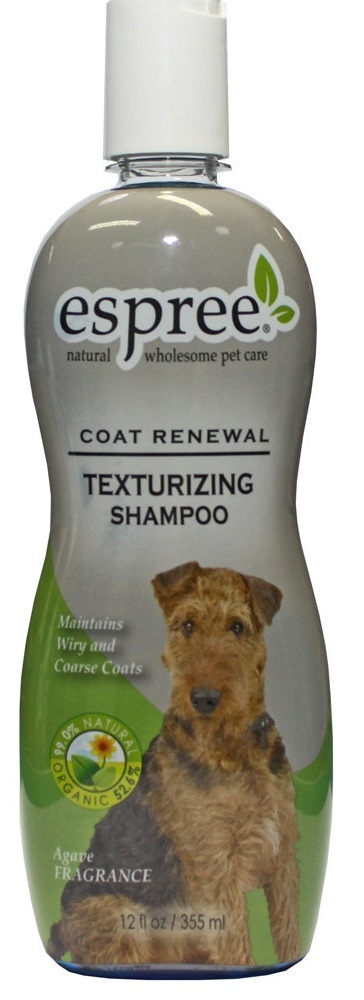 espree®
natural wholesome pet care
COAT RENEWAL
TEXTURIZING
SHAMPOO
Maintains
Wiry and
Coarse Coats
99.0% NATURAL
ORGANIC 52.6%
Agave
FRAGRANCE
12 fl oz / 355 ml